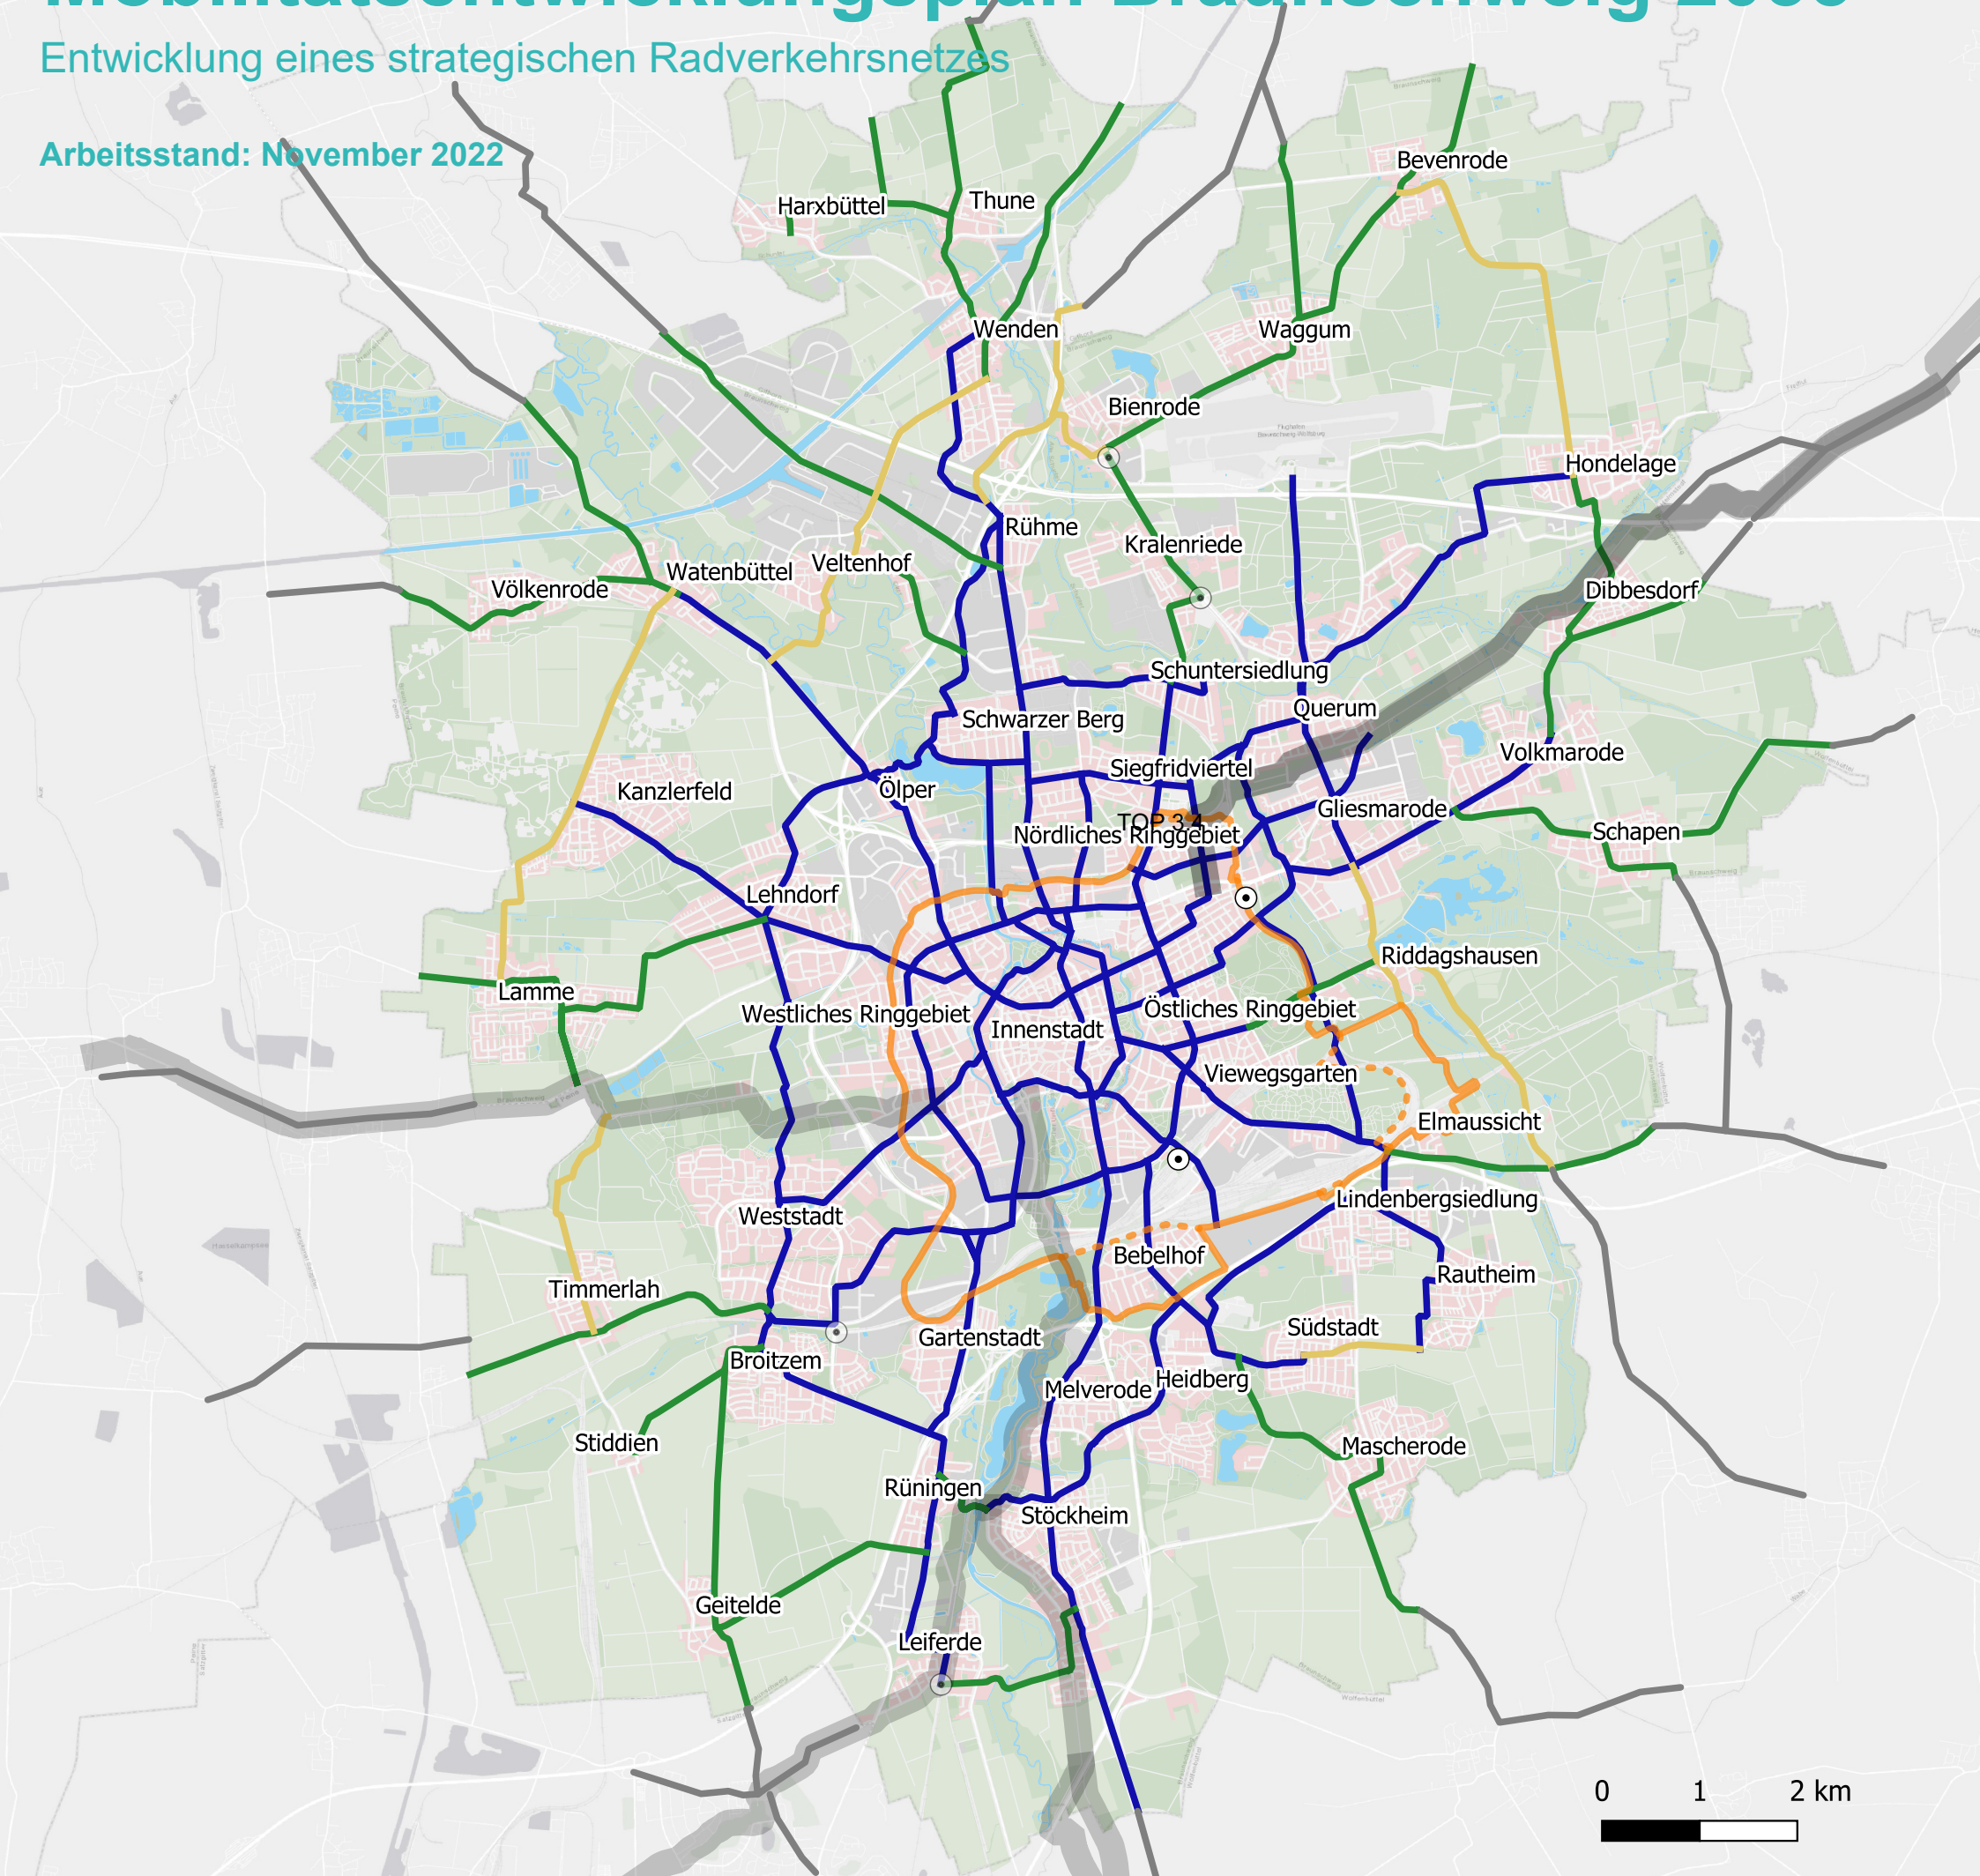 Mobilitätsentwicklungsplan Braunschweig
Entwicklung eines strategischen Radverkehrsnetzes
Arbeitsstand: November 2022
Bevenrode
Harxbüttel
Thune
Wenden
Waggum
Bienrode
Hondelage
Rühme
Kralenriede
Veltenhof
Watenbüttel
Völkenrode
Dibbesdorf
Schuntersiedlung
Querum
Schwarzer Berg
Volkmarode
Siegfridviertel
Kanzlerfeld
Ölper
Gliesmarode
TOP 3.4
Nördliches Ringgebiet
Schapen
Lehndorf
Riddagshausen
Lamme
Westliches Ringgebiet
Östliches Ringgebiet
Innenstadt
Viewegsgarten
Elmaussicht
Lindenbergsiedlung
Weststadt
Bebelhof
Rautheim
Timmerlah
Gartenstadt
Südstadt
Broitzem
Heidberg
Melverode
Stiddien
Mascherode
Rüningen
Stöckheim
Geitelde
Leiferde
0 1 2 km